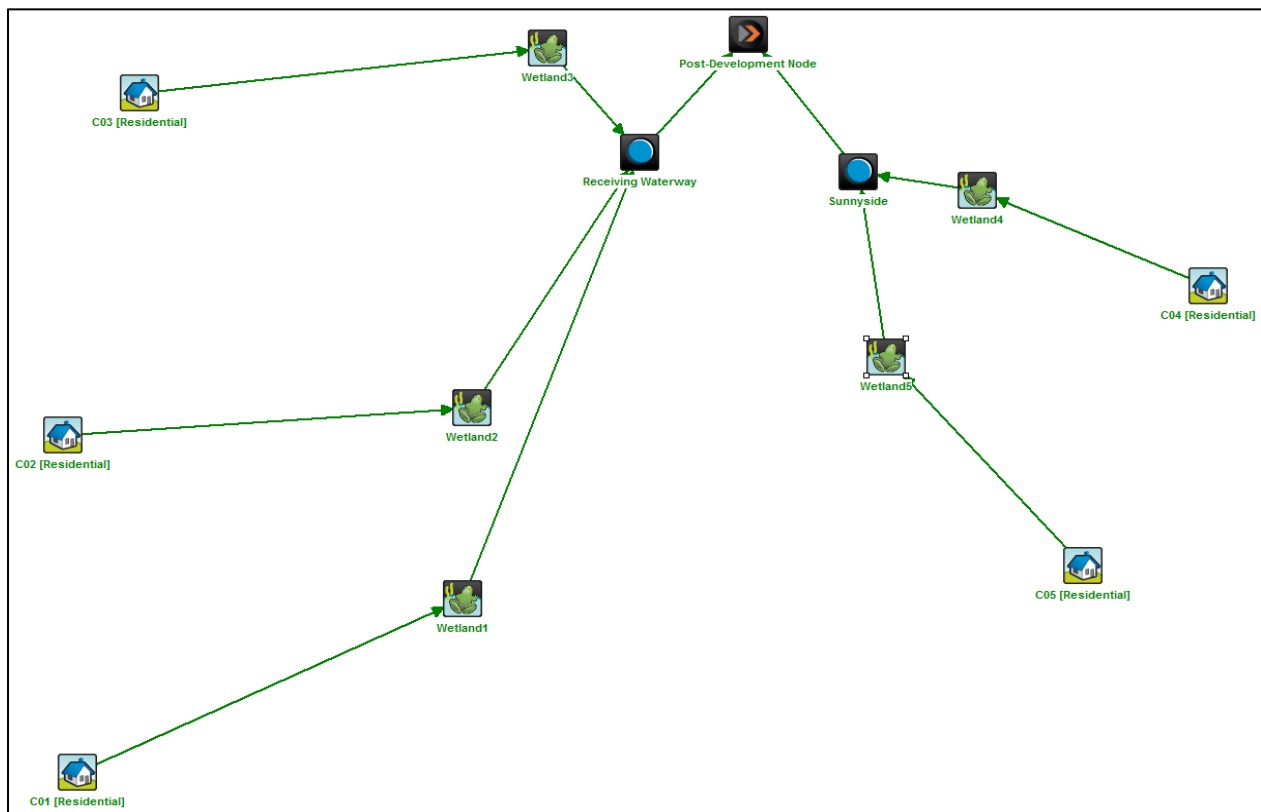 Post-Development Node
Wetland3
C03 [Residential]
Receiving Waterway
Sunnyside
Wetland4
C04 [Residential]
Wetland5
Wetland2
C02 [Residential]
C05 [Residential]
Wetland1
C01 [Residential]